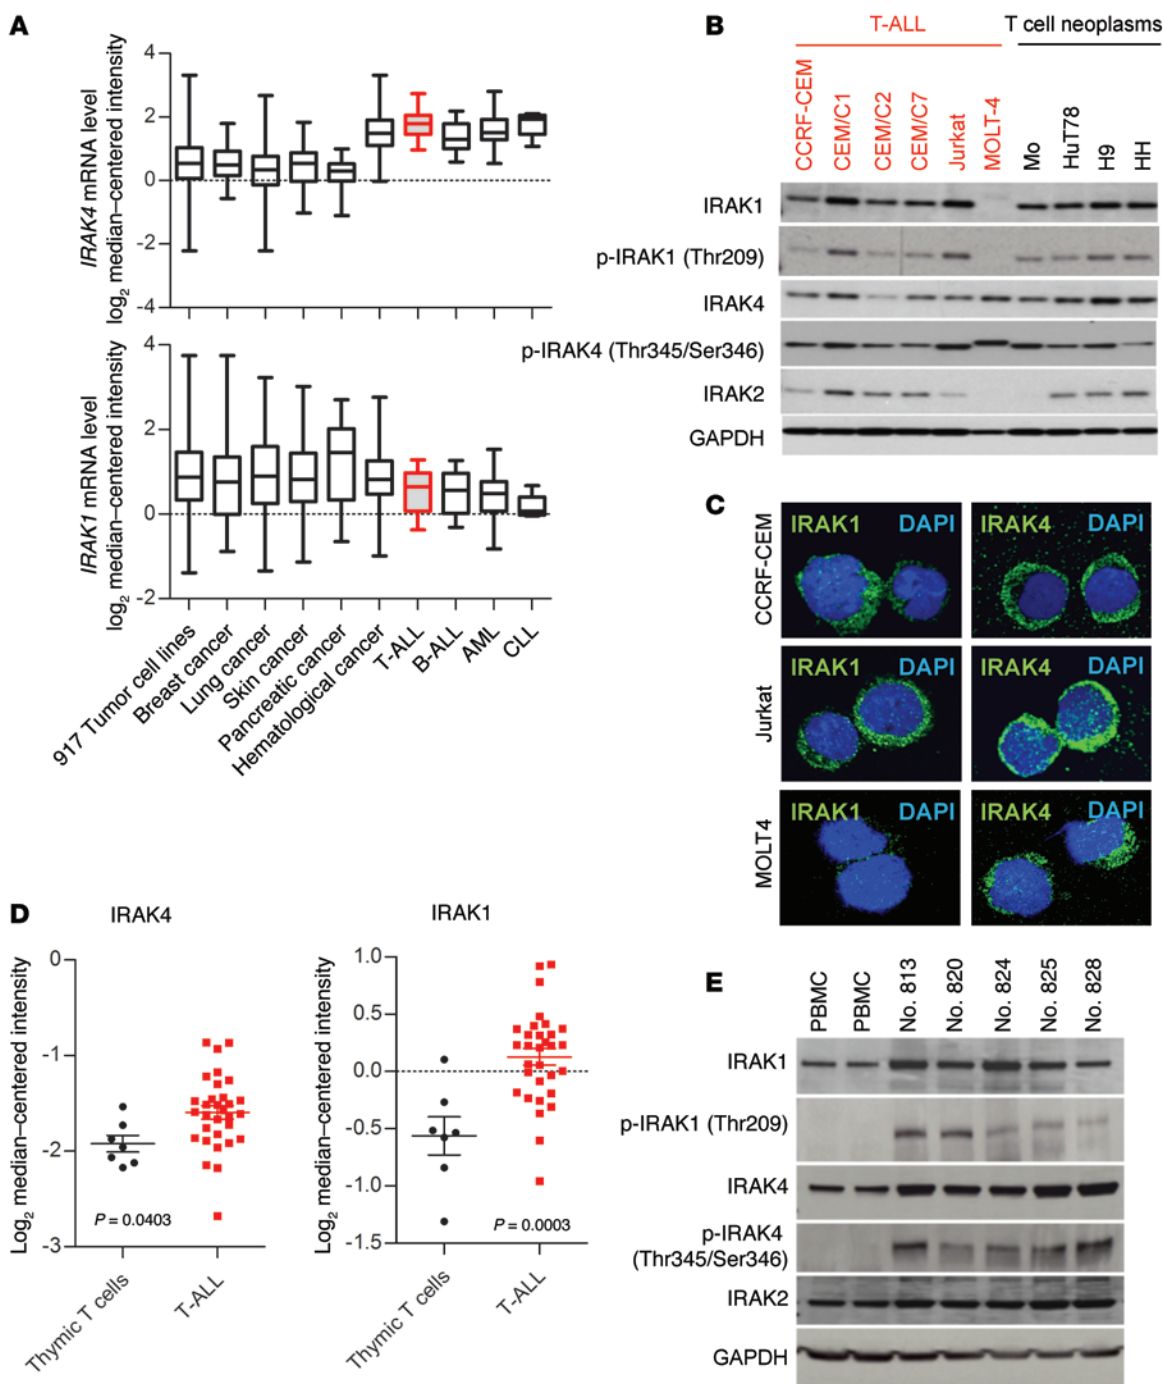 A
IRAK4 mRNA level
log2 median–centered intensity
4
2
0
-2
-4
IRAK1 mRNA level
log2 median–centered intensity
4
2
0
-2
917 Tumor cell lines
Breast cancer
Lung cancer
Skin cancer
Pancreatic cancer
Hematological cancer
T-ALL
B-ALL
AML
CLL
B
T-ALL
T cell neoplasms
CCRF-CEM
CEM/C1
CEM/C2
CEM/C7
Jurkat
MOLT-4
Mo
HuT78
H9
HH
IRAK1
p-IRAK1 (Thr209)
IRAK4
p-IRAK4 (Thr345/Ser346)
IRAK2
GAPDH
C
CCRF-CEM
IRAK1 DAPI
IRAK4 DAPI
Jurkat
IRAK1 DAPI
IRAK4 DAPI
MOLT4
IRAK1 DAPI
IRAK4 DAPI
D
IRAK4
Log2 median–centered intensity
0
-1
-2
-3
P = 0.0403
Thymic T cells
T-ALL
IRAK1
Log2 median–centered intensity
1.0
0.5
0.0
-0.5
-1.0
-1.5
P = 0.0003
Thymic T cells
T-ALL
E
PBMC
PBMC
No. 813
No. 820
No. 824
No. 825
No. 828
IRAK1
p-IRAK1 (Thr209)
IRAK4
p-IRAK4
(Thr345/Ser346)
IRAK2
GAPDH